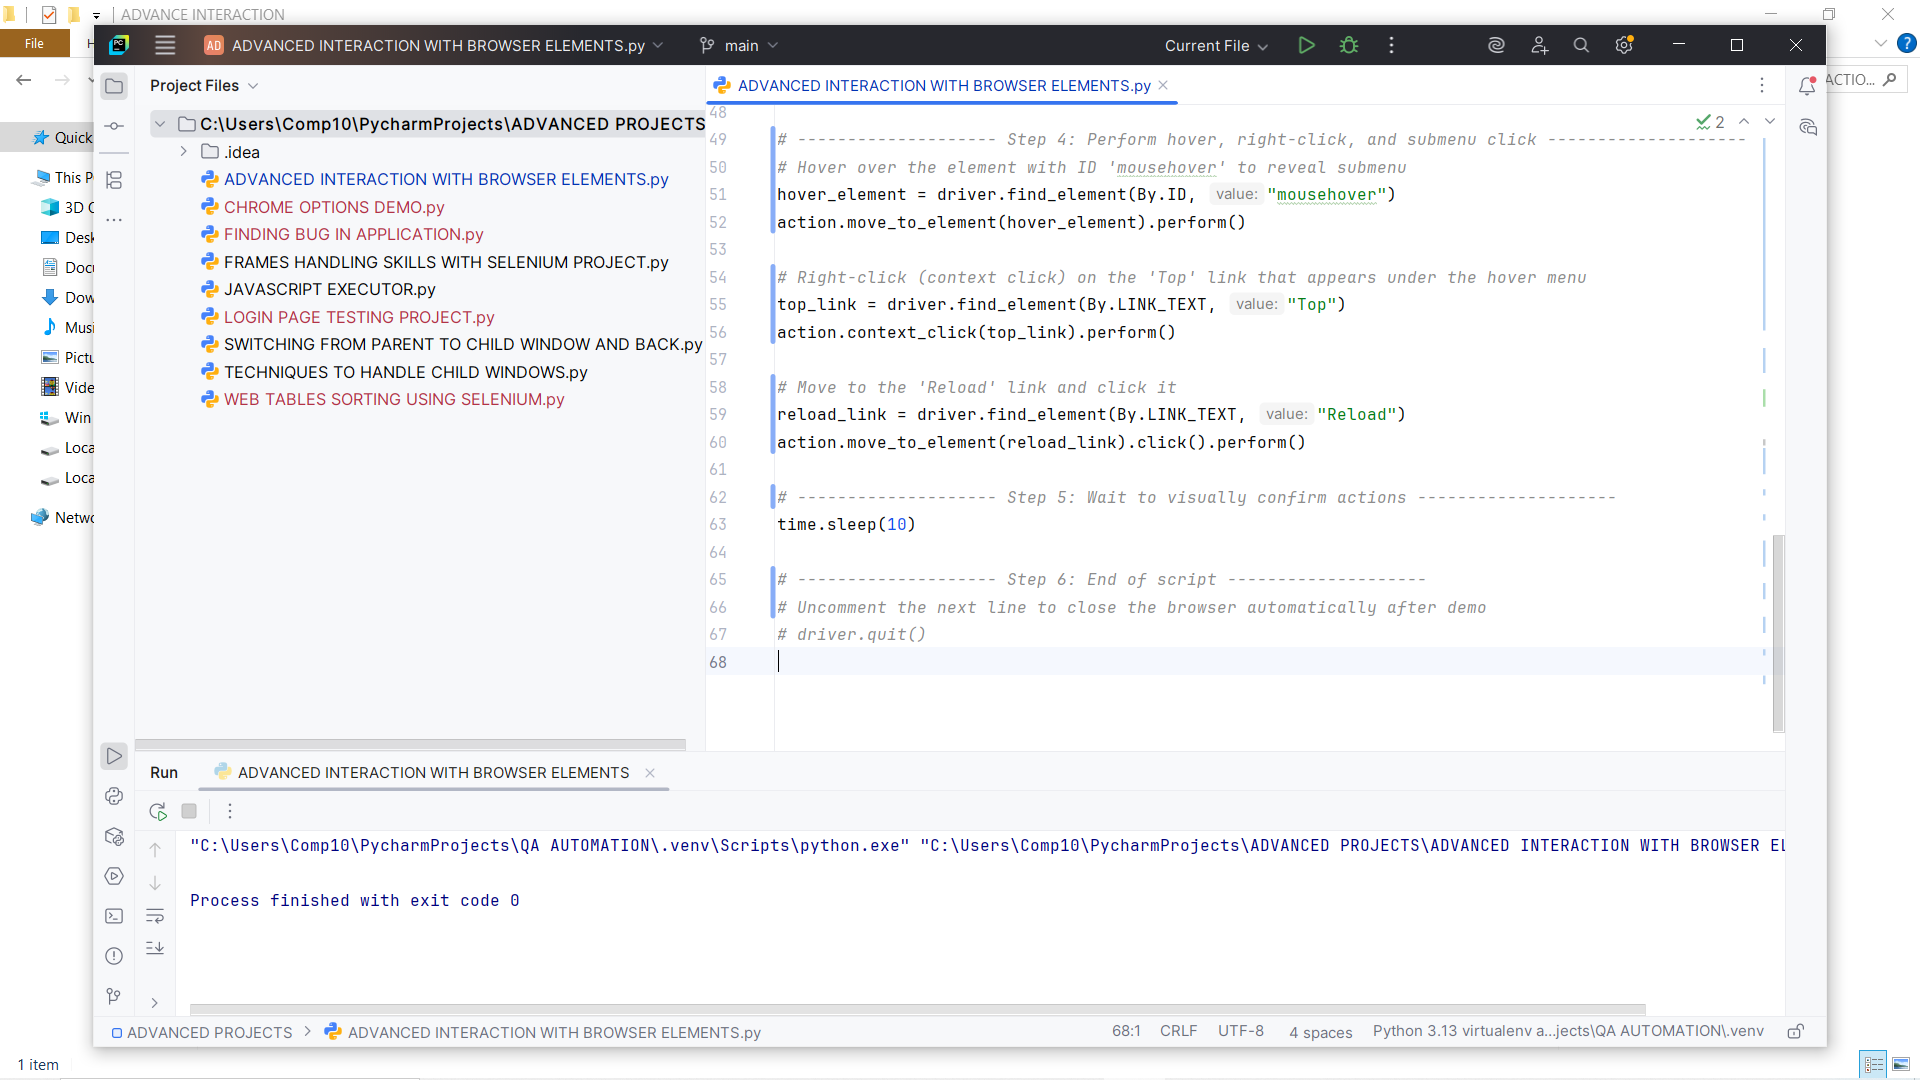 ADVANCE INTERACTION
File
PC
AD ADVANCED INTERACTION WITH BROWSER ELEMENTS.py
main
Current File
Project Files
ADVANCED INTERACTION WITH BROWSER ELEMENTS.py
C:\Users\Comp10\PycharmProjects\ADVANCED PROJECTS
.idea
ADVANCED INTERACTION WITH BROWSER ELEMENTS.py
CHROME OPTIONS DEMO.py
FINDING BUG IN APPLICATION.py
FRAMES HANDLING SKILLS WITH SELENIUM PROJECT.py
JAVASCRIPT EXECUTOR.py
LOGIN PAGE TESTING PROJECT.py
SWITCHING FROM PARENT TO CHILD WINDOW AND BACK.py
TECHNIQUES TO HANDLE CHILD WINDOWS.py
WEB TABLES SORTING USING SELENIUM.py
Quick
This P
3D
Desk
Docu
Dow
Musi
Pictu
Vide
Win
Loca
Loca
Netwo
1 item
ACTIO...
2
48
49 # -------------------- Step 4: Perform hover, right-click, and submenu click --------------------
50 # Hover over the element with ID 'mousehover' to reveal submenu
51 hover_element = driver.find_element(By.ID, value: "mousehover")
52 action.move_to_element(hover_element).perform()
53
54 # Right-click (context click) on the 'Top' link that appears under the hover menu
55 top_link = driver.find_element(By.LINK_TEXT, value: "Top")
56 action.context_click(top_link).perform()
57
58 # Move to the 'Reload' link and click it
59 reload_link = driver.find_element(By.LINK_TEXT, value: "Reload")
60 action.move_to_element(reload_link).click().perform()
61
62 # -------------------- Step 5: Wait to visually confirm actions --------------------
63 time.sleep(10)
64
65 # -------------------- Step 6: End of script --------------------
66 # Uncomment the next line to close the browser automatically after demo
67 # driver.quit()
68
Run ADVANCED INTERACTION WITH BROWSER ELEMENTS
"C:\Users\Comp10\PycharmProjects\QA AUTOMATION\.venv\Scripts\python.exe" "C:\Users\Comp10\PycharmProjects\ADVANCED PROJECTS\ADVANCED INTERACTION WITH BROWSER EL
Process finished with exit code 0
ADVANCED PROJECTS > ADVANCED INTERACTION WITH BROWSER ELEMENTS.py
68:1 CRLF UTF-8 4 spaces Python 3.13 virtualenv a...jects\QA AUTOMATION\.venv